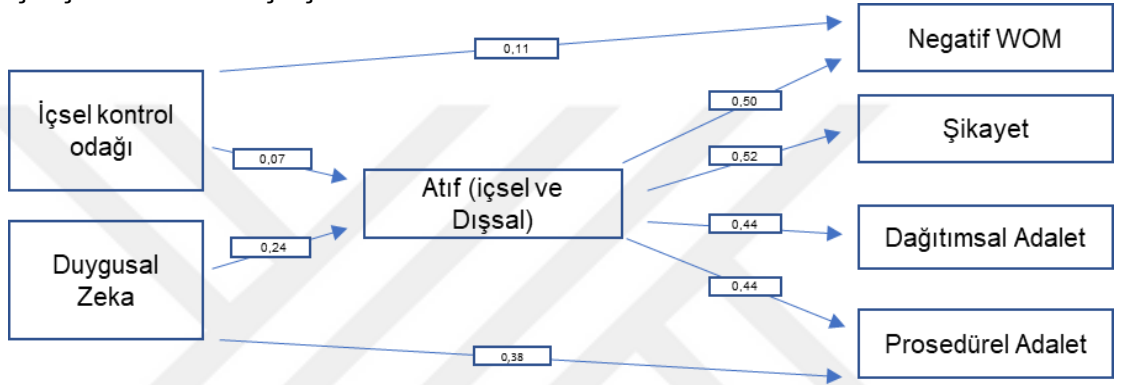 Negatif WOM
0,11
İçsel kontrol
odağı
0,50
Şikayet
0,07
0,52
Atıf (içsel ve
Dışsal)
0,44
Dağıtımsal Adalet
0,24
Duygusal
Zeka
0,44
Prosedürel Adalet
0,38